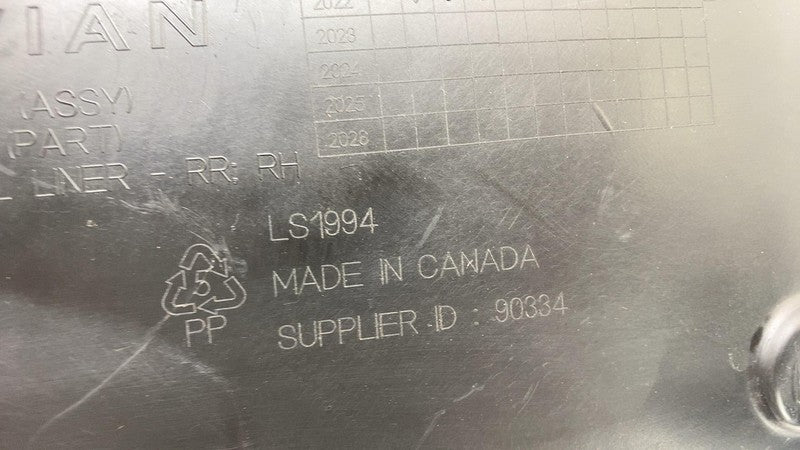 VIAN
2022
2023
2024
2025
2026
(ASSY)
(PART)
L LINER - RR: RH
LS1994
MADE IN CANADA
5
PP
SUPPLIER ID : 90334